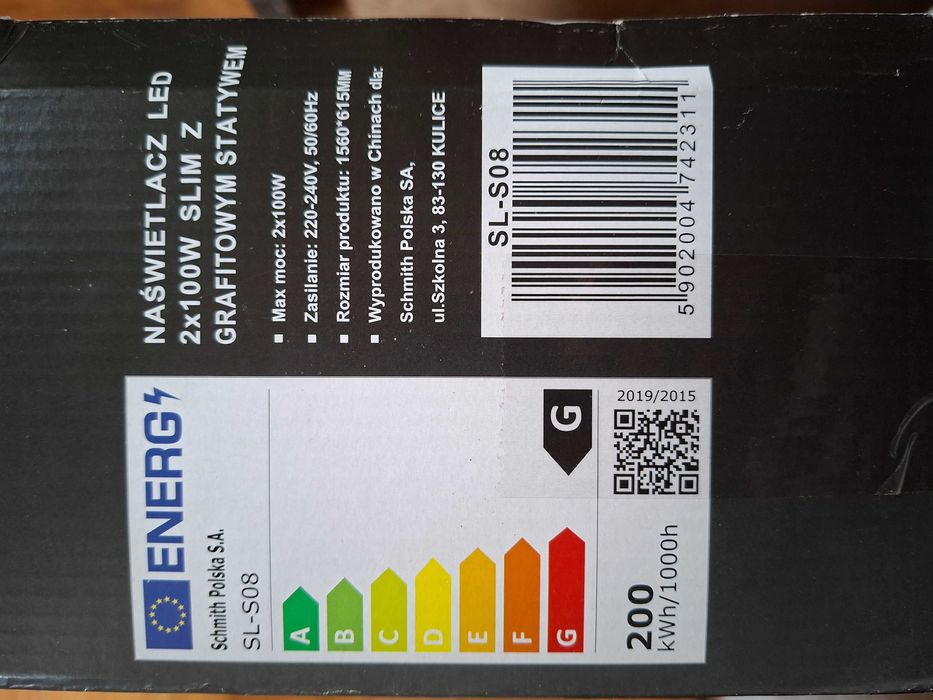 NAŚWIETLACZ LED
2x100W SLIM Z
GRAFITOWYM STATYWEM
Max moc: 2x100W
Zasilanie: 220-240V, 50/60Hz
Rozmiar produktu: 1560*615MM
Wyprodukowano w Chinach dla:
Schmith Polska SA,
ul.Szkolna 3, 83-130 KULICE
SL-S08
5 902004 742311
ENERG
Schmith Polska S.A.
SL-S08
A
B
C
D
E
F
G
G
200
kWh/1000h
2019/2015